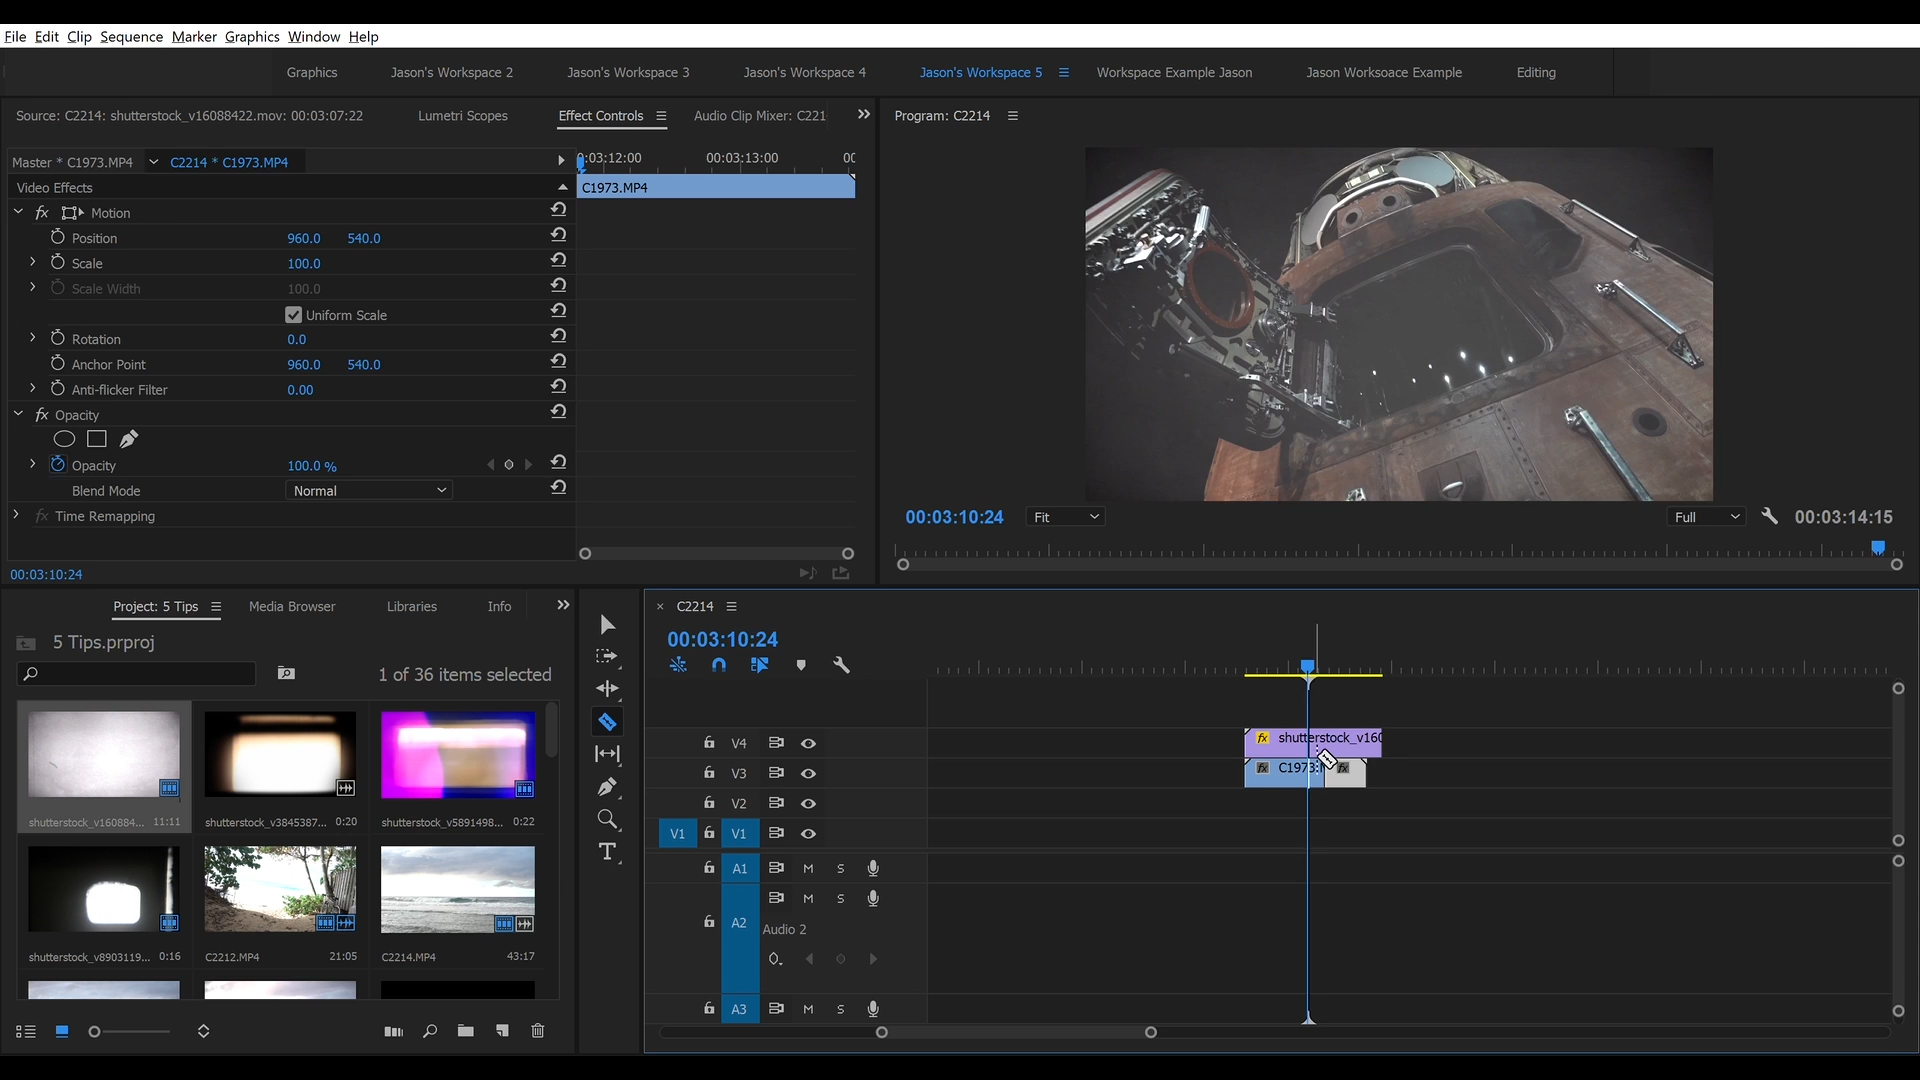 File Edit Clip Sequence Marker Graphics Window Help
Graphics Jason's Workspace 2 Jason's Workspace 3 Jason's Workspace 4 Jason's Workspace 5 Workspace Example Jason Jason Worksoace Example Editing
Source: C2214: shutterstock_v16088422.mov: 00:03:07:22 Lumetri Scopes Effect Controls Audio Clip Mixer: C221
Program: C2214
Master * C1973.MP4 C2214 * C1973.MP4
0:03:12:00 00:03:13:00 00
Video Effects
C1973.MP4
fx Motion
Position 960.0 540.0
Scale 100.0
Scale Width 100.0
Uniform Scale
Rotation 0.0
Anchor Point 960.0 540.0
Anti-flicker Filter 0.00
fx Opacity
Opacity 100.0 %
Blend Mode Normal
fx Time Remapping
00:03:10:24
00:03:10:24 Fit Full 00:03:14:15
Project: 5 Tips Media Browser Libraries Info
5 Tips.prproj
1 of 36 items selected
shutterstock_v160884... 11:11
shutterstock_v3845387... 0:20
shutterstock_v5891498... 0:22
shutterstock_v8903119... 0:16
C2212.MP4 21:05
C2214.MP4 43:17
T
× C2214
00:03:10:24
V4 fx shutterstock_v160
V3 fx C1973.M fx
V2
V1 V1
A1 M S
A2 M S
Audio 2
A3 M S